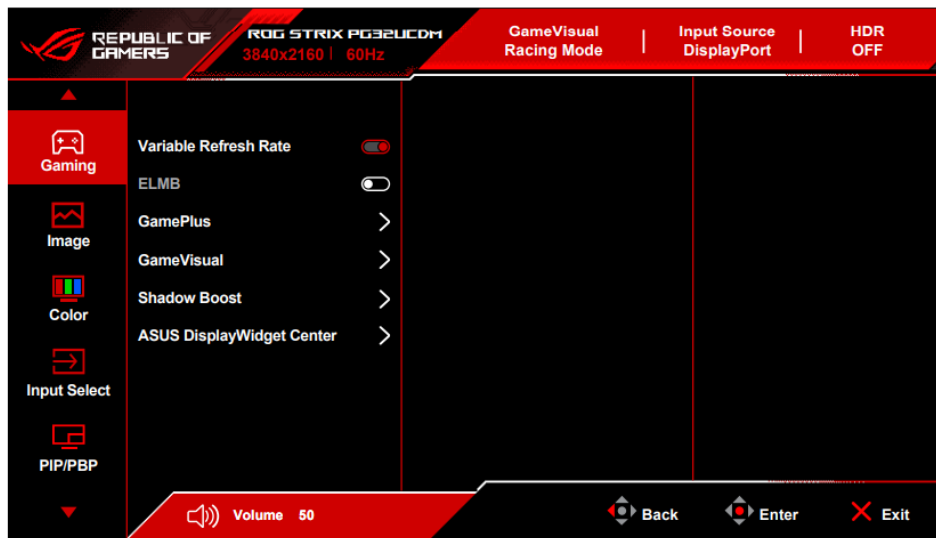 REPUBLIC OF
GAMERS
ROG STRIX PG32UCDM
3840x2160 | 60Hz
GameVisual
Racing Mode
Input Source
DisplayPort
HDR
OFF
Gaming
Image
Color
Input Select
PIP/PBP
Variable Refresh Rate
ELMB
GamePlus
GameVisual
Shadow Boost
ASUS DisplayWidget Center
Volume 50
Back
Enter
Exit